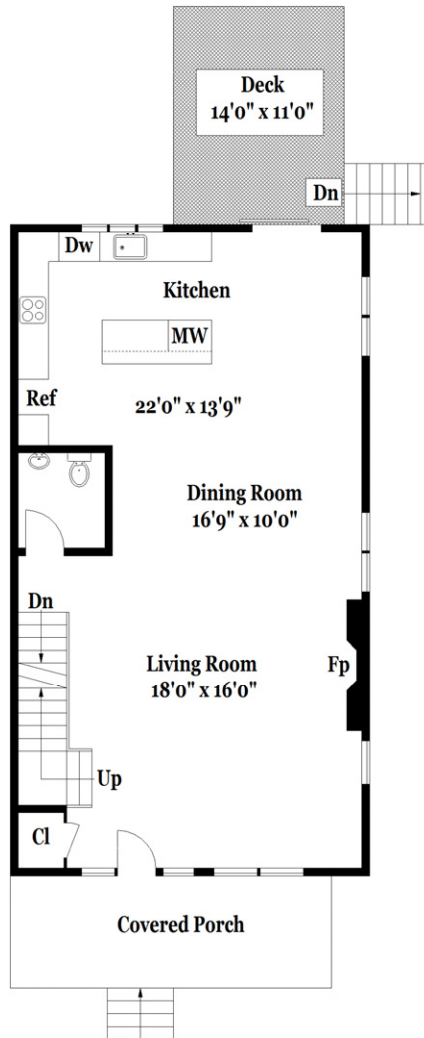 Deck
14'0" x 11'0"
Dn
Dw
Kitchen
MW
Ref
22'0" x 13'9"
Dining Room
16'9" x 10'0"
Dn
Living Room
18'0" x 16'0"
Fp
Up
Cl
Covered Porch